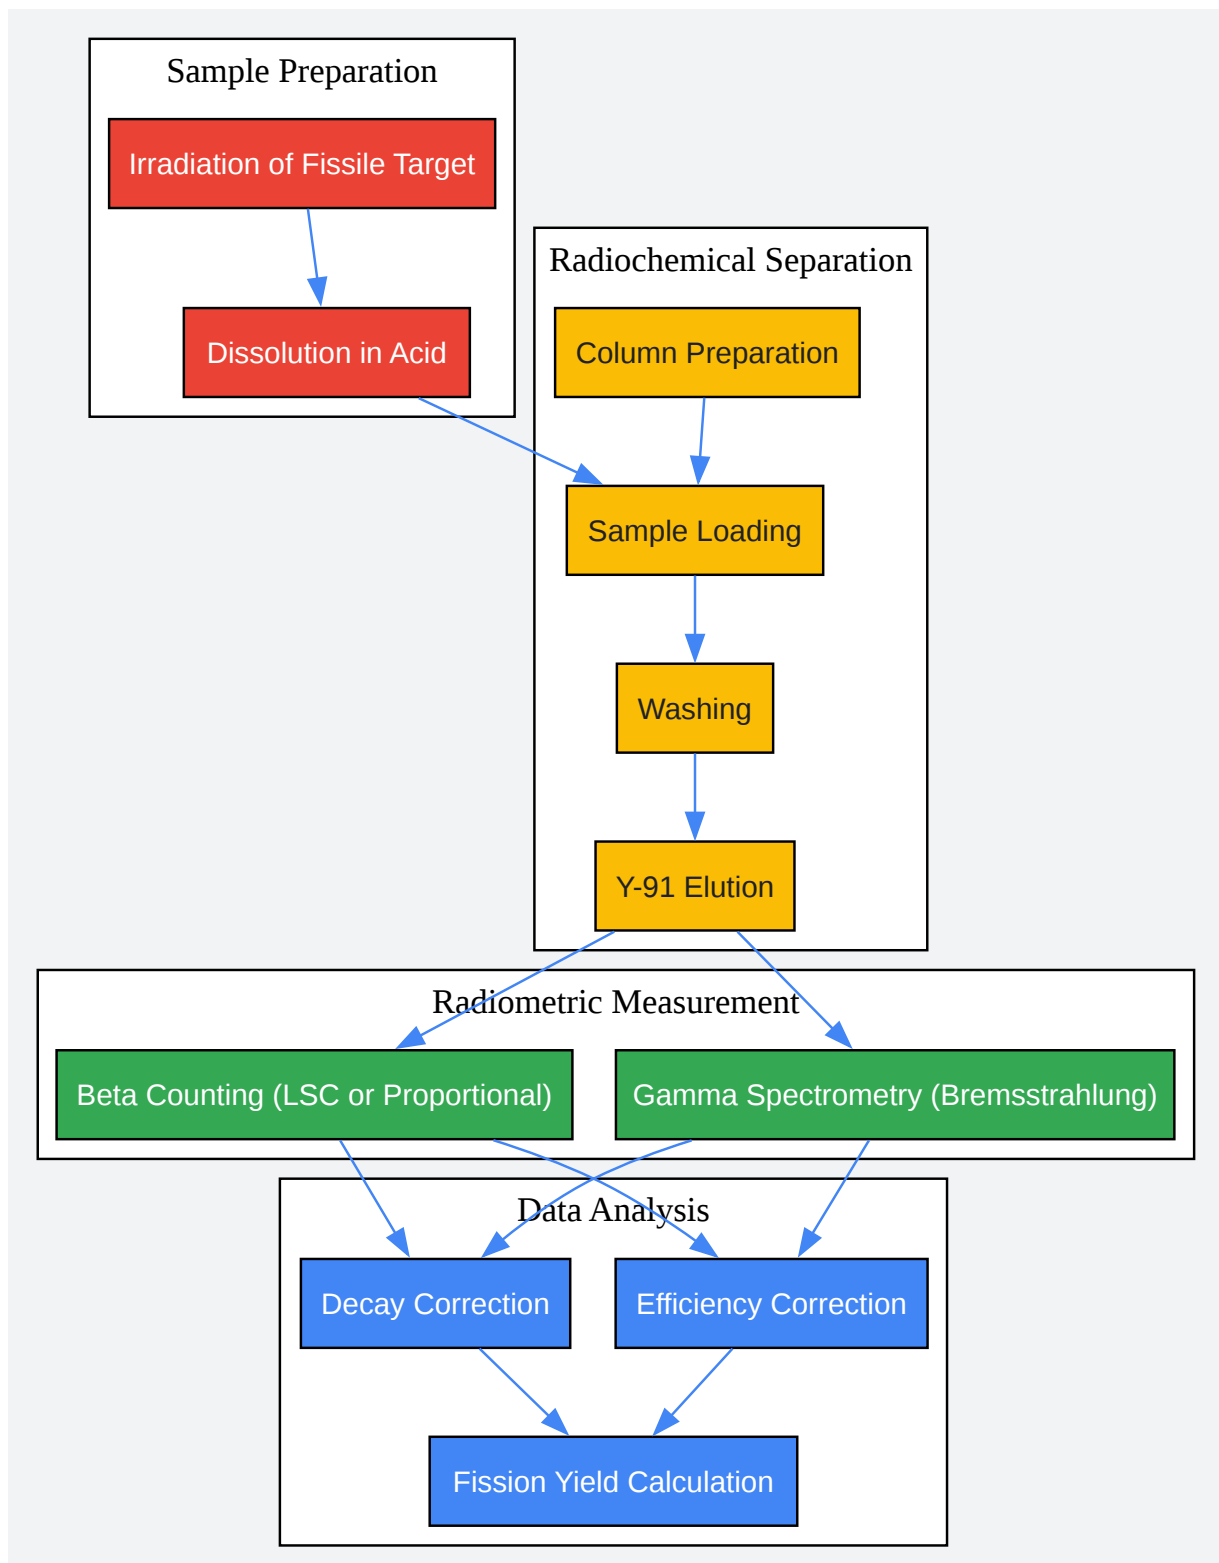 Sample Preparation
Irradiation of Fissile Target
Dissolution in Acid
Radiochemical Separation
Column Preparation
Sample Loading
Washing
Y-91 Elution
Radiometric Measurement
Beta Counting (LSC or Proportional)
Gamma Spectrometry (Bremsstrahlung)
Data Analysis
Decay Correction
Efficiency Correction
Fission Yield Calculation